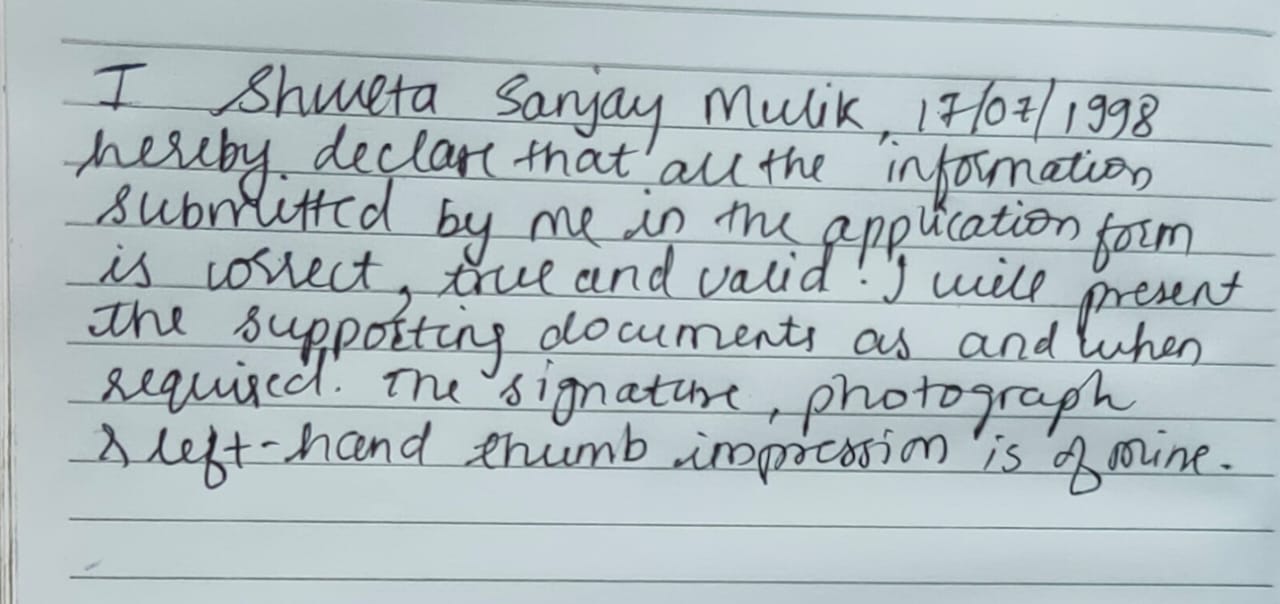 I Shweta Sanjay Mulik, 17/07/1998
hereby declare that all the information
submitted by me in the application form
is correct, true and valid. I will present
the supporting documents as and when
required. The signature, photograph
& left-hand thumb impression is of mine.